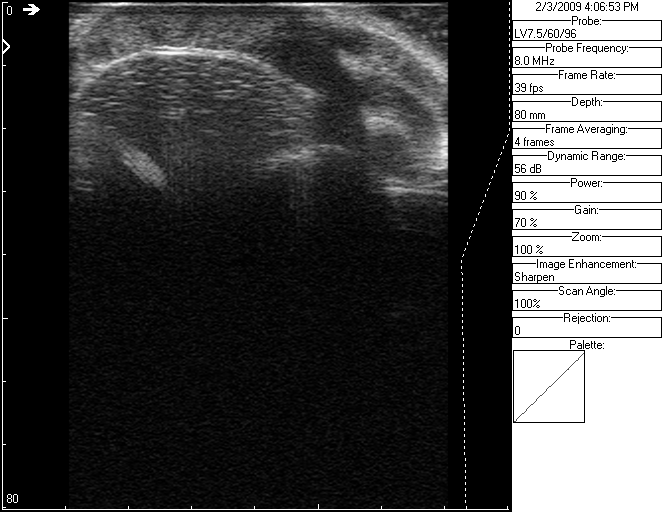 0
80
2/3/2009 4:06:53 PM
Probe:
LV7.5/60/96
Probe Frequency:
8.0 MHz
Frame Rate:
39 fps
Depth:
80 mm
Frame Averaging:
4 frames
Dynamic Range:
56 dB
Power:
90 %
Gain:
70 %
Zoom:
100 %
Image Enhancement:
Sharpen
Scan Angle:
100%
Rejection:
0
Palette: